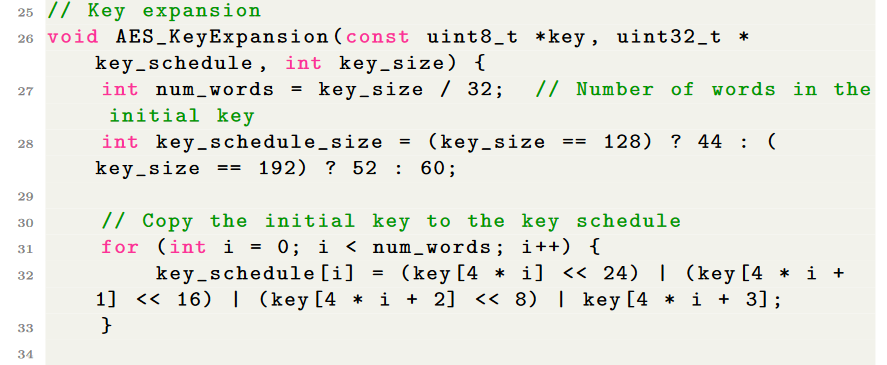 25 // Key expansion
26 void AES_KeyExpansion(const uint8_t *key, uint32_t *
key_schedule, int key_size) {
27 int num_words = key_size / 32; // Number of words in the
initial key
28 int key_schedule_size = (key_size == 128) ? 44 : (
key_size == 192) ? 52 : 60;
29
30 // Copy the initial key to the key schedule
31 for (int i = 0; i < num_words; i++) {
32 key_schedule[i] = (key[4 * i] << 24) | (key[4 * i +
1] << 16) | (key[4 * i + 2] << 8) | key[4 * i + 3];
33 }
34